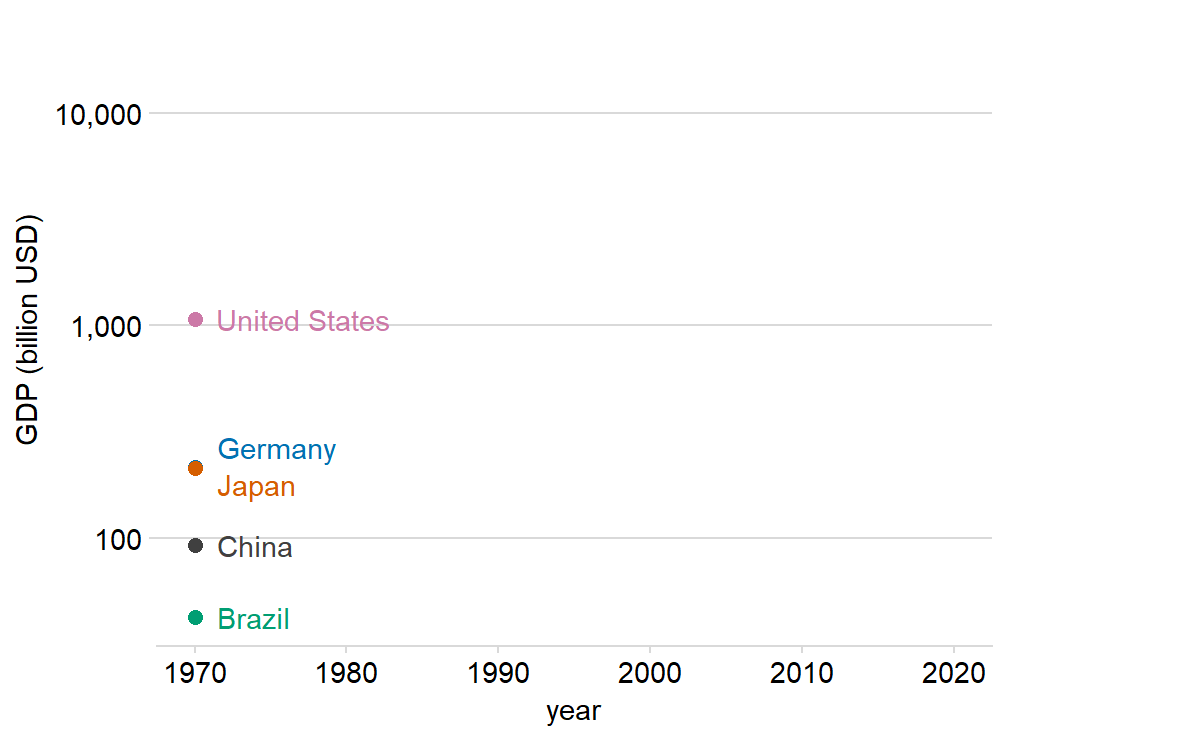 10,000
1,000
100
GDP (billion USD)
United States
Germany
Japan
China
Brazil
1970 1980 1990 2000 2010 2020
year